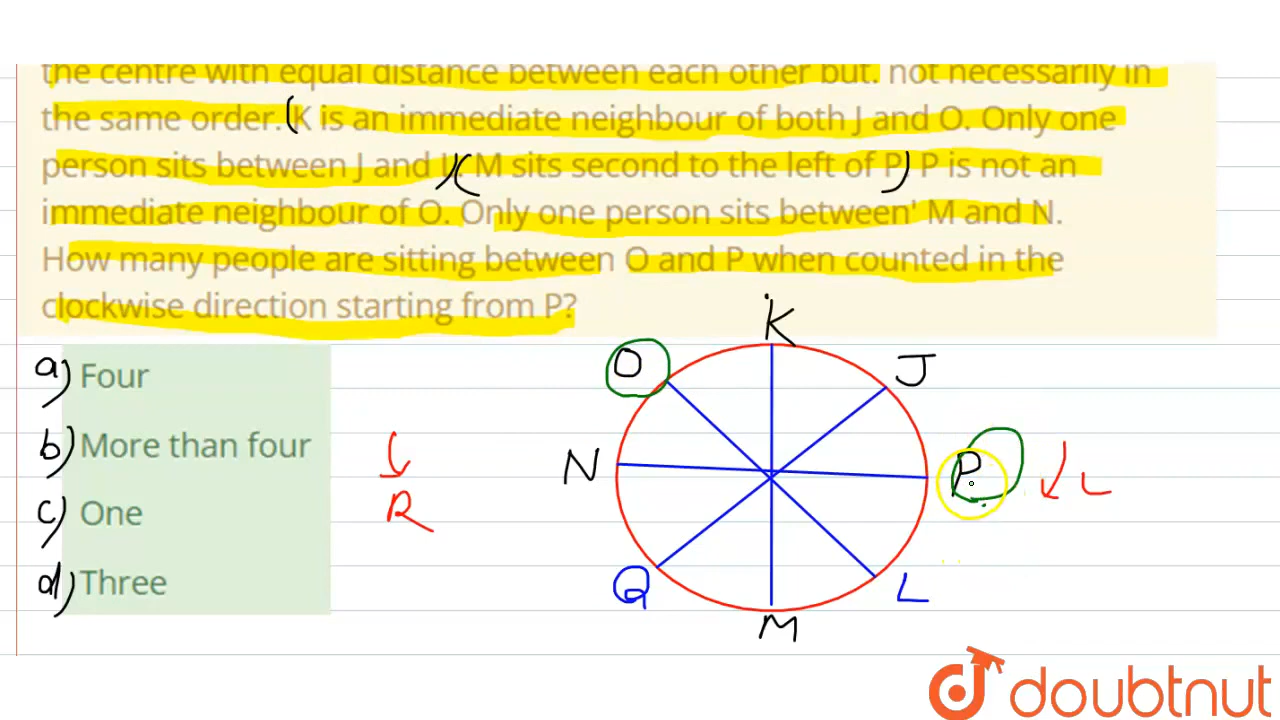 the centre with equal distance between each other but. not necessarily in
the same order. (K is an immediate neighbour of both J and O. Only one
person sits between J and (M sits second to the left of P.) P is not an
immediate neighbour of O. Only one person sits between' M and N.
How many people are sitting between O and P when counted in the
clockwise direction starting from P?
a) Four
b) More than four
c) One
d) Three
K
O
J
N
P
R
L
Q
L
M
doubtnut